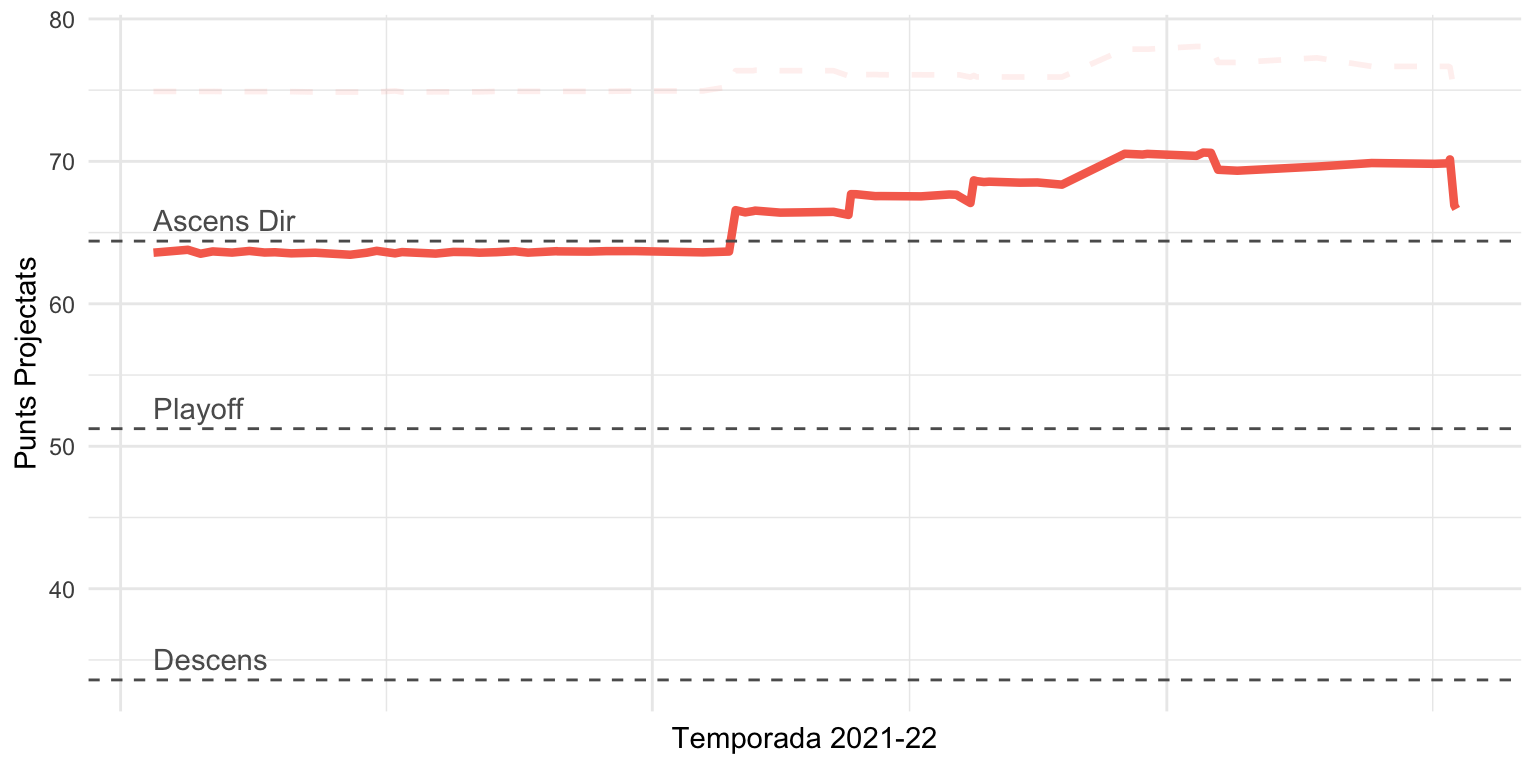 80
70
Ascens Dir
60
Playoff
50
40
Descens
Punts Projectats
Temporada 2021-22